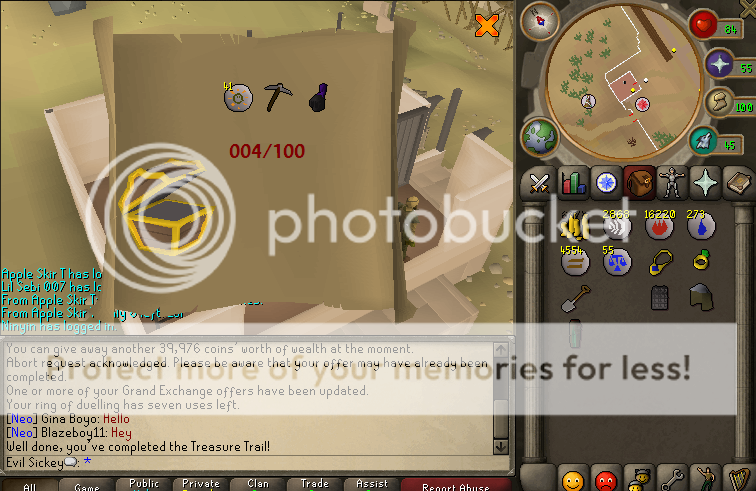 41
004/100
84
55
100
45
2868 16220 273
4554 55
Apple Skir T has lo
Lil Sebi 007 has lo
From Apple Skir T:
From Apple Skir
Ninyin has logged in
photobucket
Protect more of your memories for less!
You can give away another 39,976 coins' worth of wealth at the moment.
Abort request acknowledged. Please be aware that your offer may have already been
completed.
One or more of your Grand Exchange offers have been updated.
Your ring of duelling has seven uses left.
[Neo] Gina Boyo: Hello
[Neo] Blazeboy11: Hey
Well done, you've completed the Treasure Trail!
Evil Sickey: *
All Game Public Private Clan Trade Assist Report Abuse